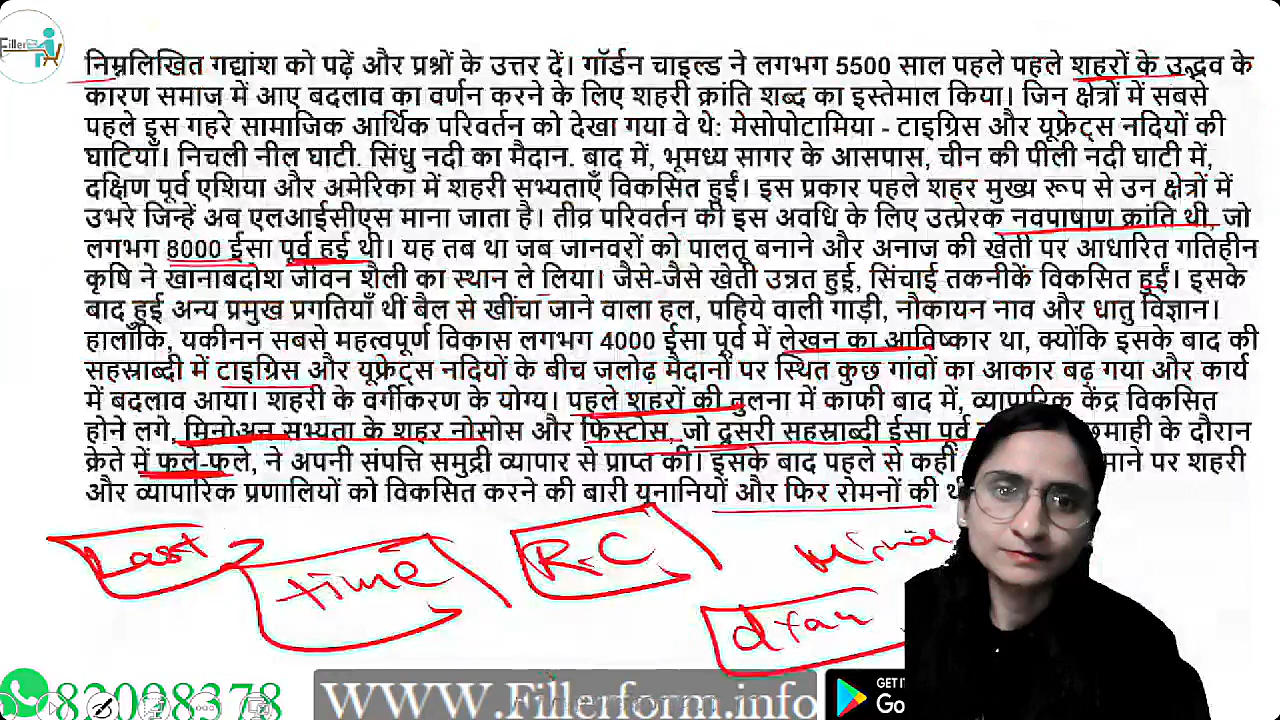 Filler
निम्नलिखित गद्यांश को पढ़ें और प्रश्नों के उत्तर दें। गॉर्डन चाइल्ड ने लगभग 5500 साल पहले पहले शहरों के उद्भव के
कारण समाज में आए बदलाव का वर्णन करने के लिए शहरी क्रांति शब्द का इस्तेमाल किया। जिन क्षेत्रों में सबसे
पहले इस गहरे सामाजिक आर्थिक परिवर्तन को देखा गया वे थे: मेसोपोटामिया - टाइग्रिस और यूफ्रेट्स नदियों की
घाटियाँ। निचली नील घाटी. सिंधु नदी का मैदान. बाद में, भूमध्य सागर के आसपास, चीन की पीली नदी घाटी में,
दक्षिण पूर्व एशिया और अमेरिका में शहरी सभ्यताएँ विकसित हुईं। इस प्रकार पहले शहर मुख्य रूप से उन क्षेत्रों में
उभरे जिन्हें अब एलआईसीएस माना जाता है। तीव्र परिवर्तन की इस अवधि के लिए उत्प्रेरक नवपाषाण क्रांति थी, जो
लगभग 8000 ईसा पूर्व हुई थी। यह तब था जब जानवरों को पालतू बनाने और अनाज की खेती पर आधारित गतिहीन
कृषि ने खानाबदोश जीवन शैली का स्थान ले लिया। जैसे-जैसे खेती उन्नत हुई, सिंचाई तकनीकें विकसित हुईं। इसके
बाद हुई अन्य प्रमुख प्रगतियाँ थीं बैल से खींचा जाने वाला हल, पहिये वाली गाड़ी, नौकायन नाव और धातु विज्ञान।
हालाँकि, यकीनन सबसे महत्वपूर्ण विकास लगभग 4000 ईसा पूर्व में लेखन का आविष्कार था, क्योंकि इसके बाद की
सहस्राब्दी में टाइग्रिस और यूफ्रेट्स नदियों के बीच जलोढ़ मैदानों पर स्थित कुछ गांवों का आकार बढ़ गया और कार्य
में बदलाव आया। शहरी के वर्गीकरण के योग्य। पहले शहरों की तुलना में काफी बाद में, व्यापारिक केंद्र विकसित
होने लगे, मिनोअन सभ्यता के शहर नोसोस और फिस्टोस, जो दूसरी सहस्राब्दी ईसा पूर्व छमाही के दौरान
क्रेते में फले-फूले, ने अपनी संपत्ति समुद्री व्यापार से प्राप्त की। इसके बाद पहले से कहीं माने पर शहरी
और व्यापारिक प्रणालियों को विकसित करने की बारी यूनानियों और फिर रोमनों की
Last time R.C
WWW.Fillerform.info
GET I
Go